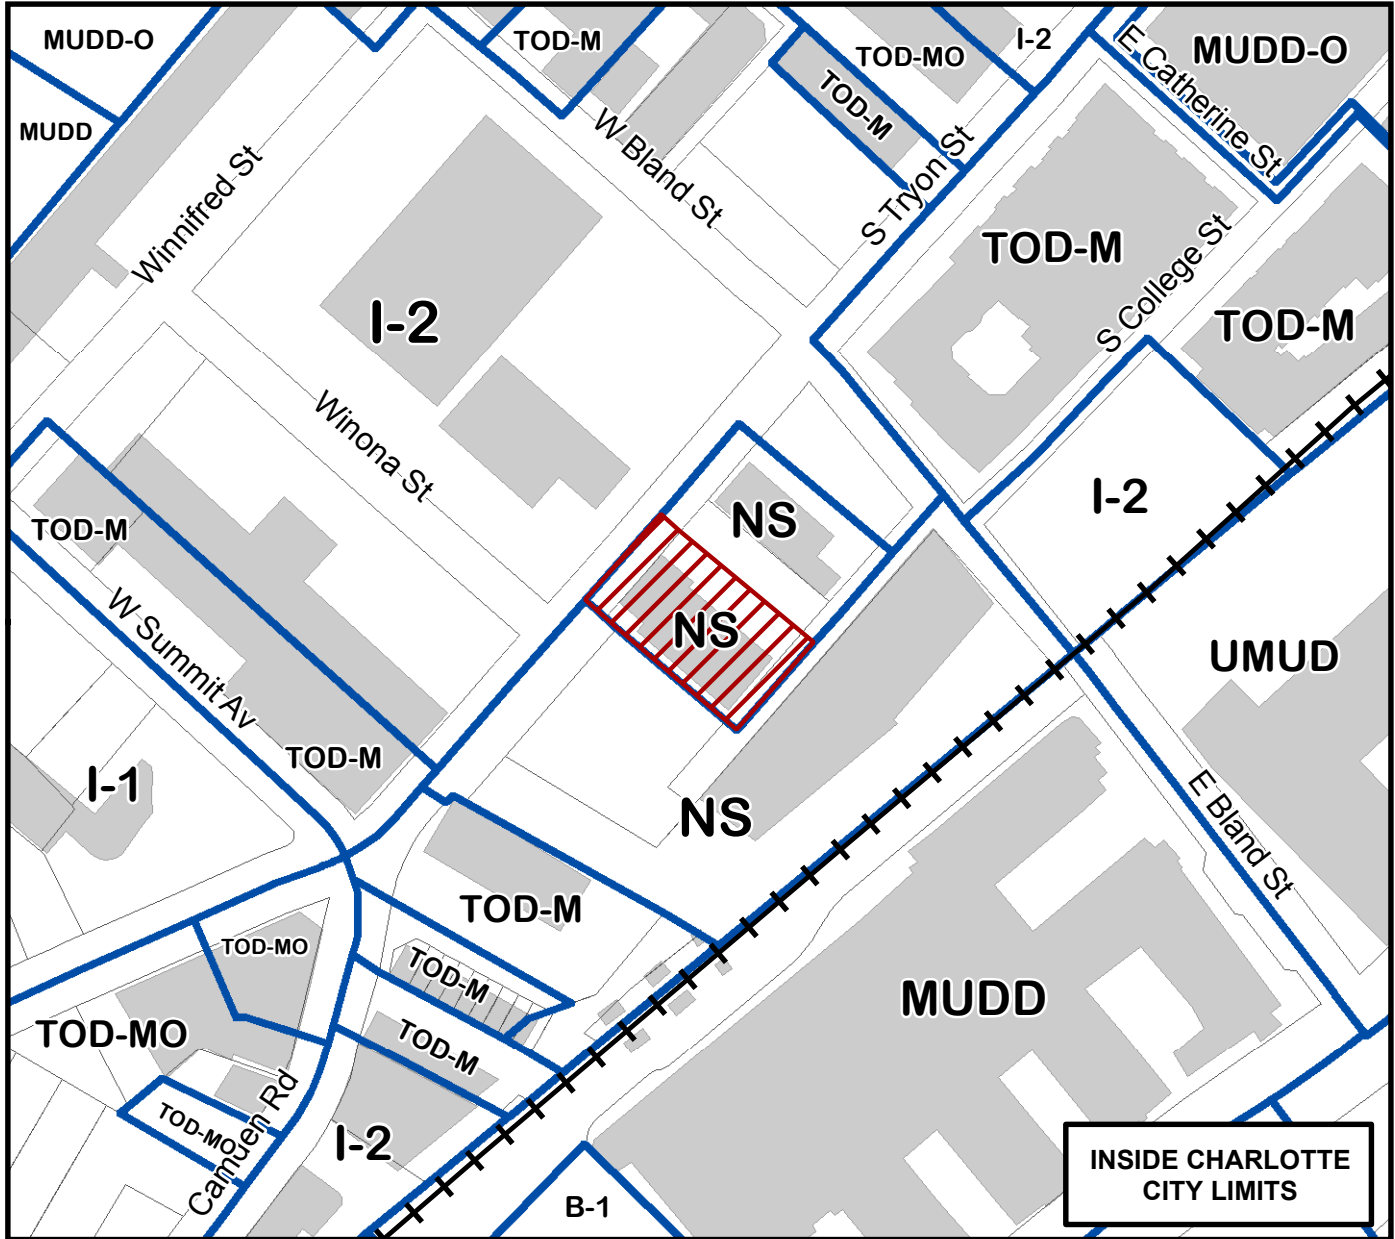 MUDD-O
TOD-M
TOD-MO
I-2
MUDD-O
E Catherine St
MUDD
TOD-M
W Bland St
Winnifred St
S Tryon St
TOD-M
S College St
I-2
TOD-M
Winona St
NS
I-2
TOD-M
NS
W Summit Av
UMUD
TOD-M
I-1
NS
E Bland St
TOD-M
TOD-MO
TOD-M
MUDD
TOD-MO
TOD-M
TOD-MO
Camden Rd
I-2
B-1
INSIDE CHARLOTTE
CITY LIMITS